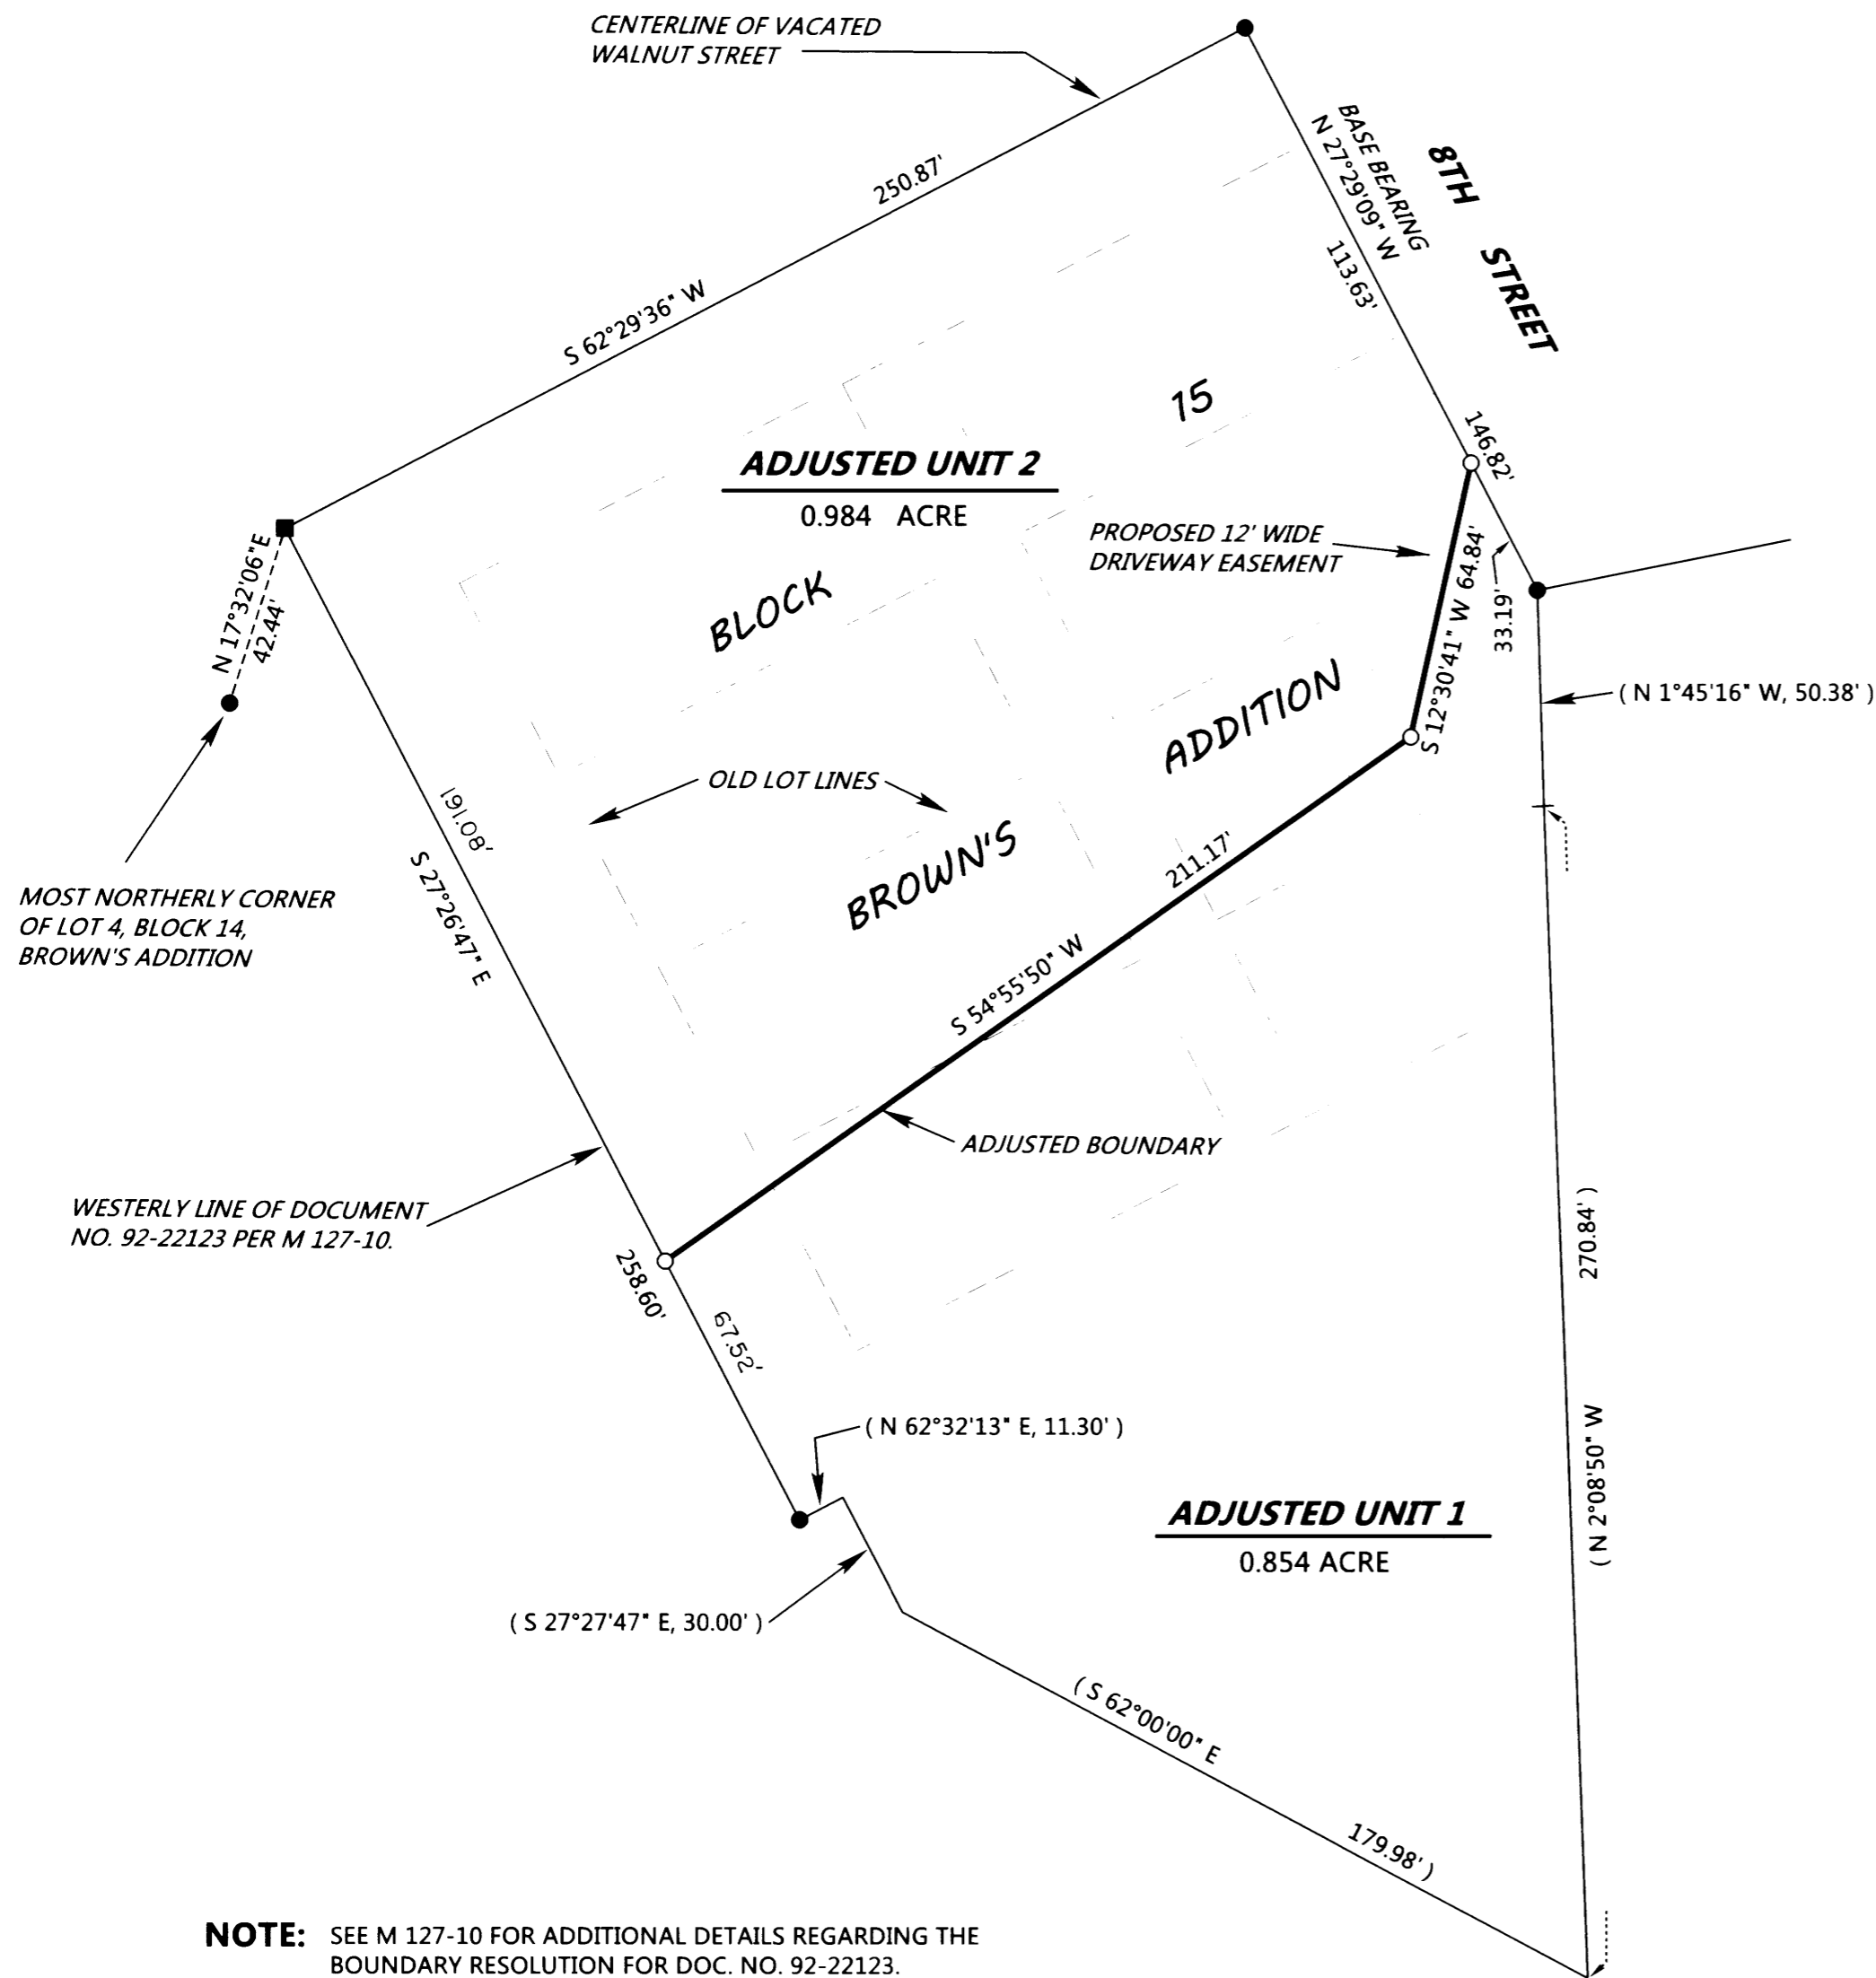 CENTERLINE OF VACATED
WALNUT STREET
BASE BEARING
N 27°29'09" W
8TH STREET
250.87'
113.63'
S 62°29'36" W
15
146.82'
ADJUSTED UNIT 2
0.984 ACRE
PROPOSED 12' WIDE
DRIVEWAY EASEMENT
N 17°32'06"E
42.44'
BLOCK
S 12°30'41" W 64.84'
33.19'
( N 1°45'16" W, 50.38' )
ADDITION
OLD LOT LINES
191.08'
S 27°26'47" E
BROWN'S
211.17'
MOST NORTHERLY CORNER
OF LOT 4, BLOCK 14,
BROWN'S ADDITION
S 54°55'50" W
ADJUSTED BOUNDARY
WESTERLY LINE OF DOCUMENT
NO. 92-22123 PER M 127-10.
258.60'
67.52'
270.84' )
( N 2°08'50" W
( N 62°32'13" E, 11.30' )
ADJUSTED UNIT 1
0.854 ACRE
( S 27°27'47" E, 30.00' )
( S 62°00'00" E
179.98' )
NOTE: SEE M 127-10 FOR ADDITIONAL DETAILS REGARDING THE
BOUNDARY RESOLUTION FOR DOC. NO. 92-22123.